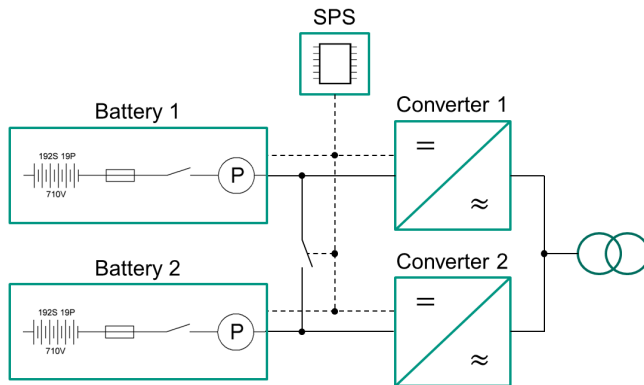 SPS
Battery 1
Converter 1
192S 19P
710V
P
=
≈
Battery 2
Converter 2
192S 19P
710V
P
=
≈